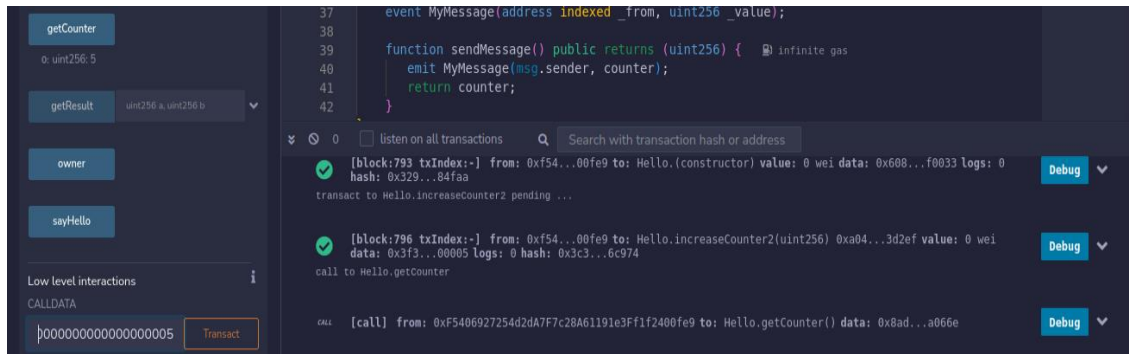 getCounter
0: uint256: 5
getResult
uint256 a, uint256 b
owner
sayHello
Low level interactions
i
CALLDATA
0000000000000000005
Transact
37 event MyMessage(address indexed _from, uint256 _value);
38
39 function sendMessage() public returns (uint256) { infinite gas
40 emit MyMessage(msg.sender, counter);
41 return counter;
42 }
0
listen on all transactions
Search with transaction hash or address
[block:793 txIndex:-] from: 0xf54...00fe9 to: Hello.(constructor) value: 0 wei data: 0x608...f0033 logs: 0
hash: 0x329...84faa
Debug
transact to Hello.increaseCounter2 pending ...
[block:796 txIndex:-] from: 0xf54...00fe9 to: Hello.increaseCounter2(uint256) 0xa04...3d2ef value: 0 wei
data: 0x3f3...00005 logs: 0 hash: 0x3c3...6c974
Debug
call to Hello.getCounter
CALL [call] from: 0xF5406927254d2dA7F7c28A61191e3Ff1f2400fe9 to: Hello.getCounter() data: 0x8ad...a066e
Debug